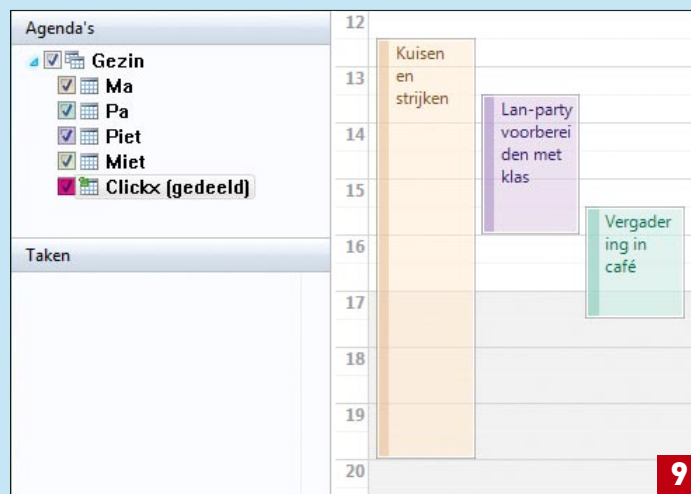 Agenda's
Gezin
Ma
Pa
Piet
Miet
Clickx (gedeeld)
Taken
12
13
14
15
16
17
18
19
20
Kuisen
en
strijken
Lan-party
voorberei
den met
klas
Vergader
ing in
café
9